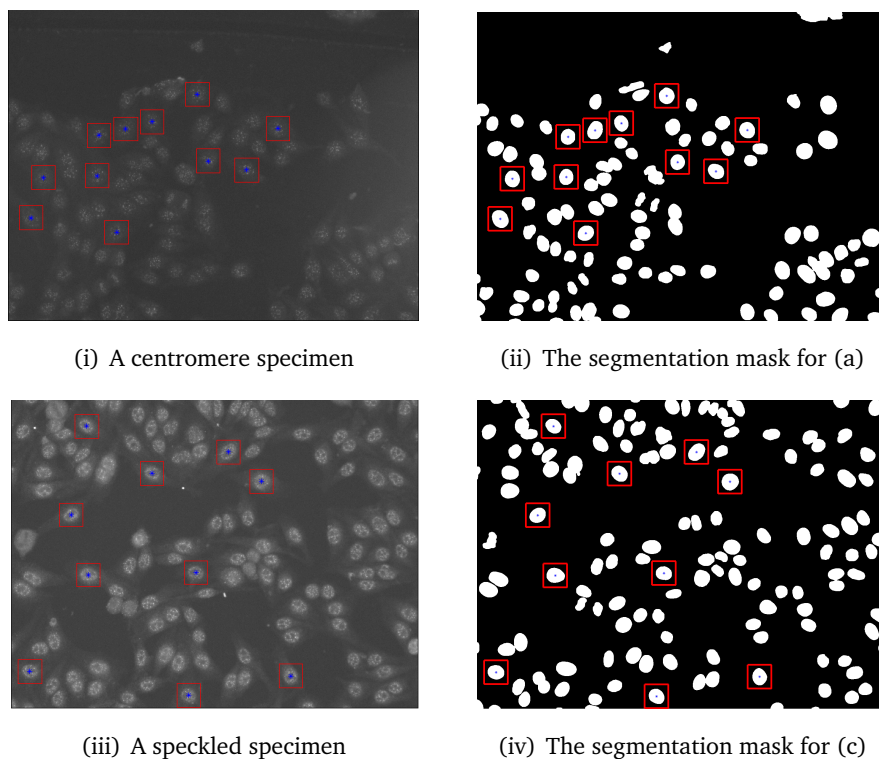 (i) A centromere specimen
(ii) The segmentation mask for (a)
(iii) A speckled specimen
(iv) The segmentation mask for (c)